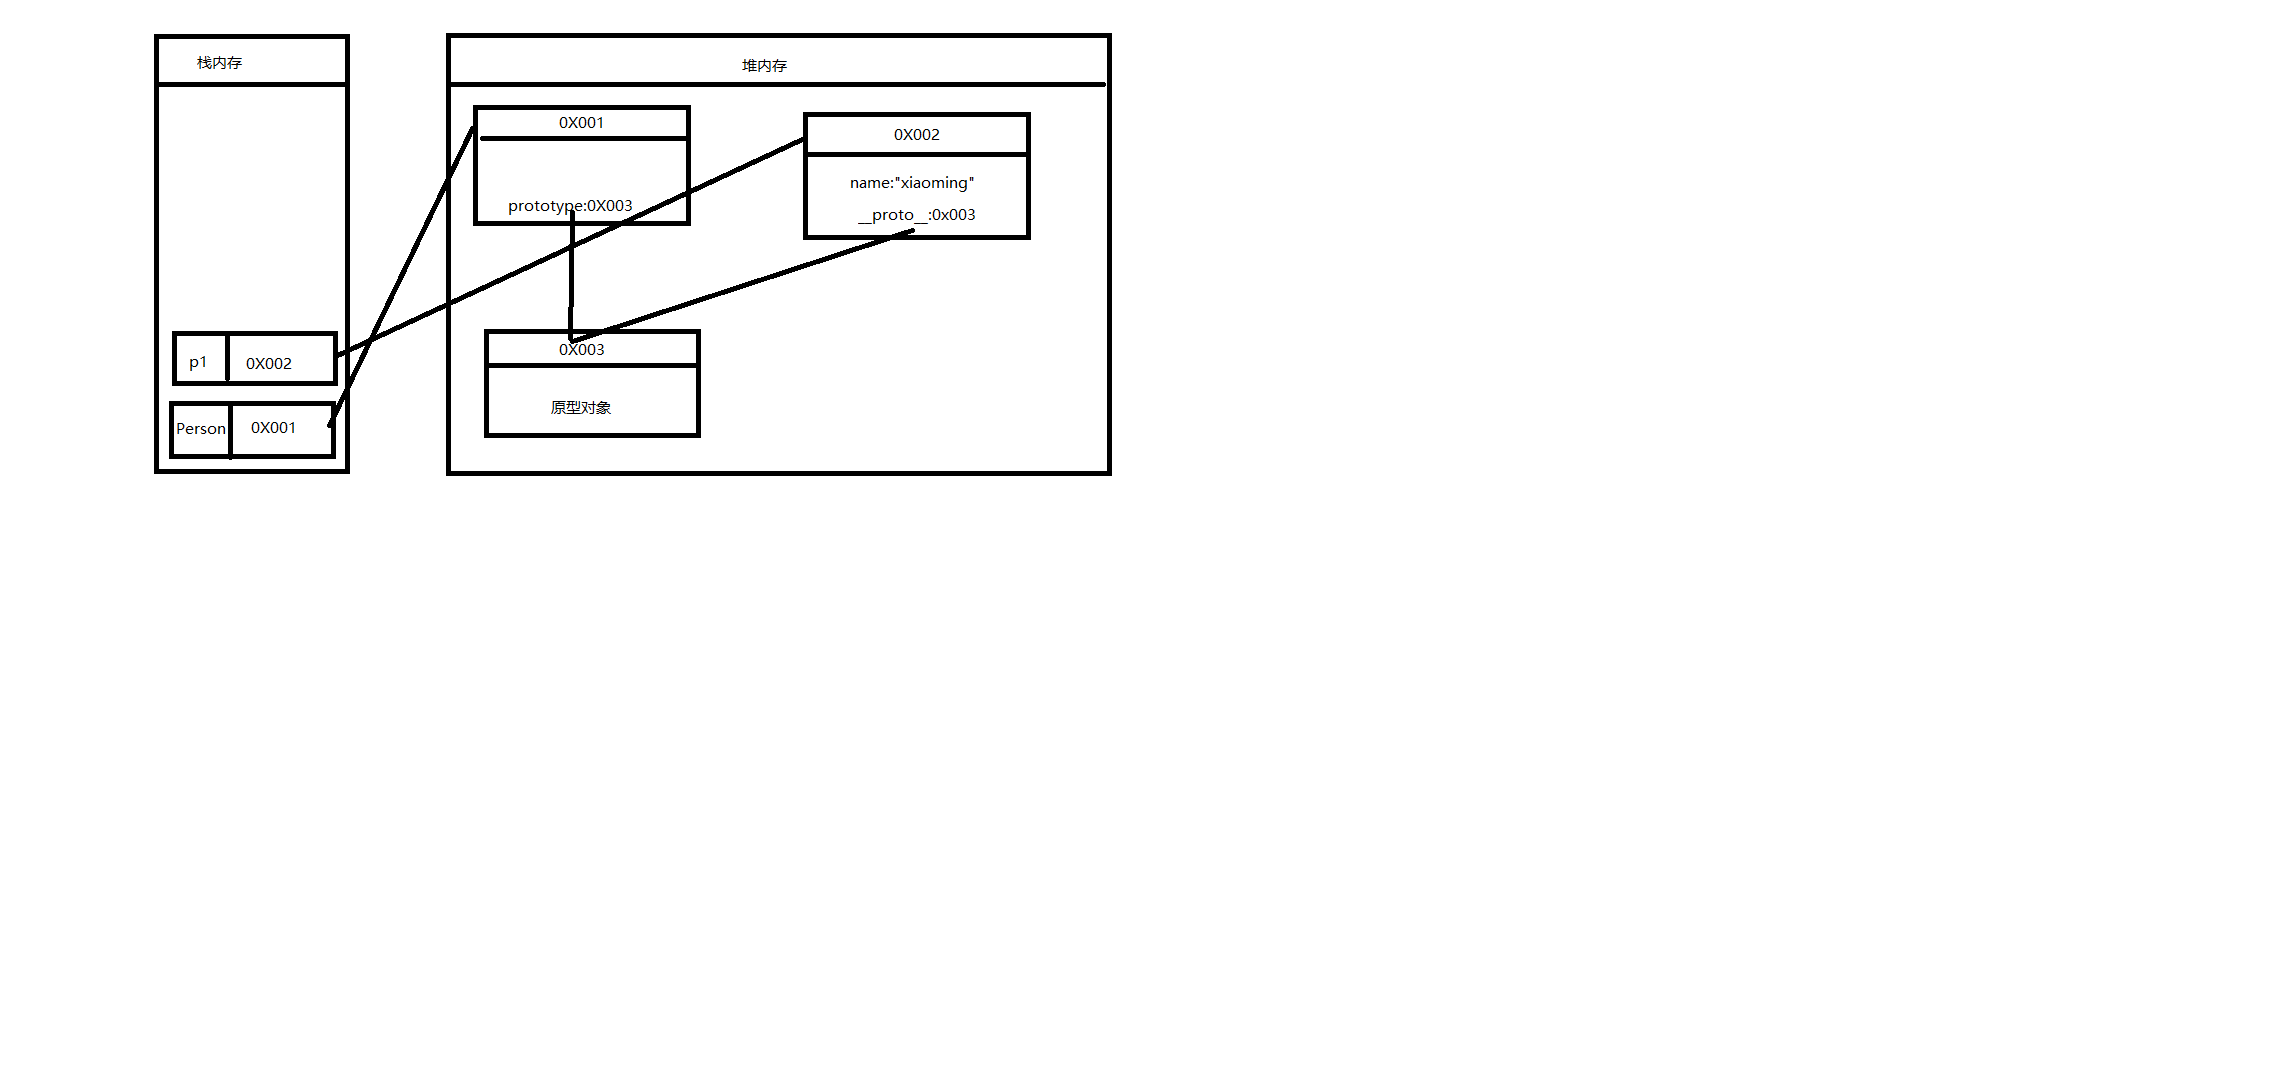 栈内存
堆内存
0X001
prototype:0X003
0X002
name:"xiaoming"
__proto__:0x003
p1
0X002
Person
0X001
0X003
原型对象